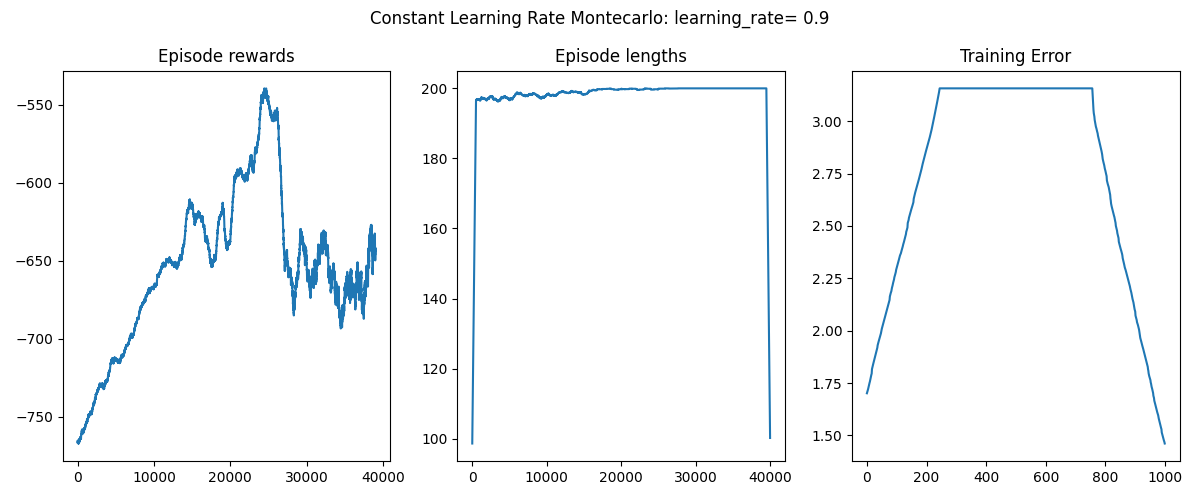 Constant Learning Rate Montecarlo: learning_rate= 0.9
Episode rewards
−550
−600
−650
−700
−750
0 10000 20000 30000 40000
Episode lengths
200
180
160
140
120
100
0 10000 20000 30000 40000
Training Error
3.00
2.75
2.50
2.25
2.00
1.75
1.50
0 200 400 600 800 1000